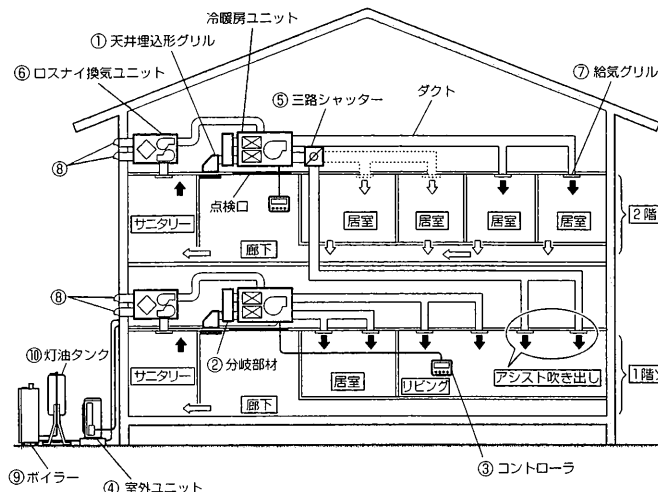 冷暖房ユニット
①天井埋込形グリル
⑥ロスナイ換気ユニット
⑤三路シャッター
ダクト
⑦給気グリル
⑧
点検口
サニタリー
居室
居室
居室
居室
2階
廊下
⑧
⑩灯油タンク
②分岐部材
サニタリー
居室
リビング
アシスト吹き出し
1階
廊下
⑨ボイラー
④室外ユニット
③コントローラ